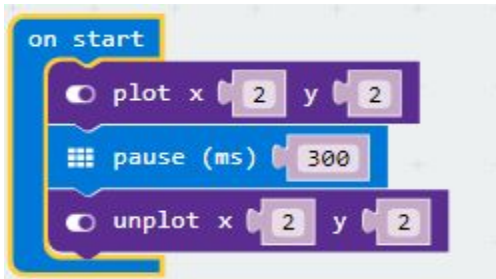 on start
plot x 2 y 2
pause (ms) 300
unplot x 2 y 2